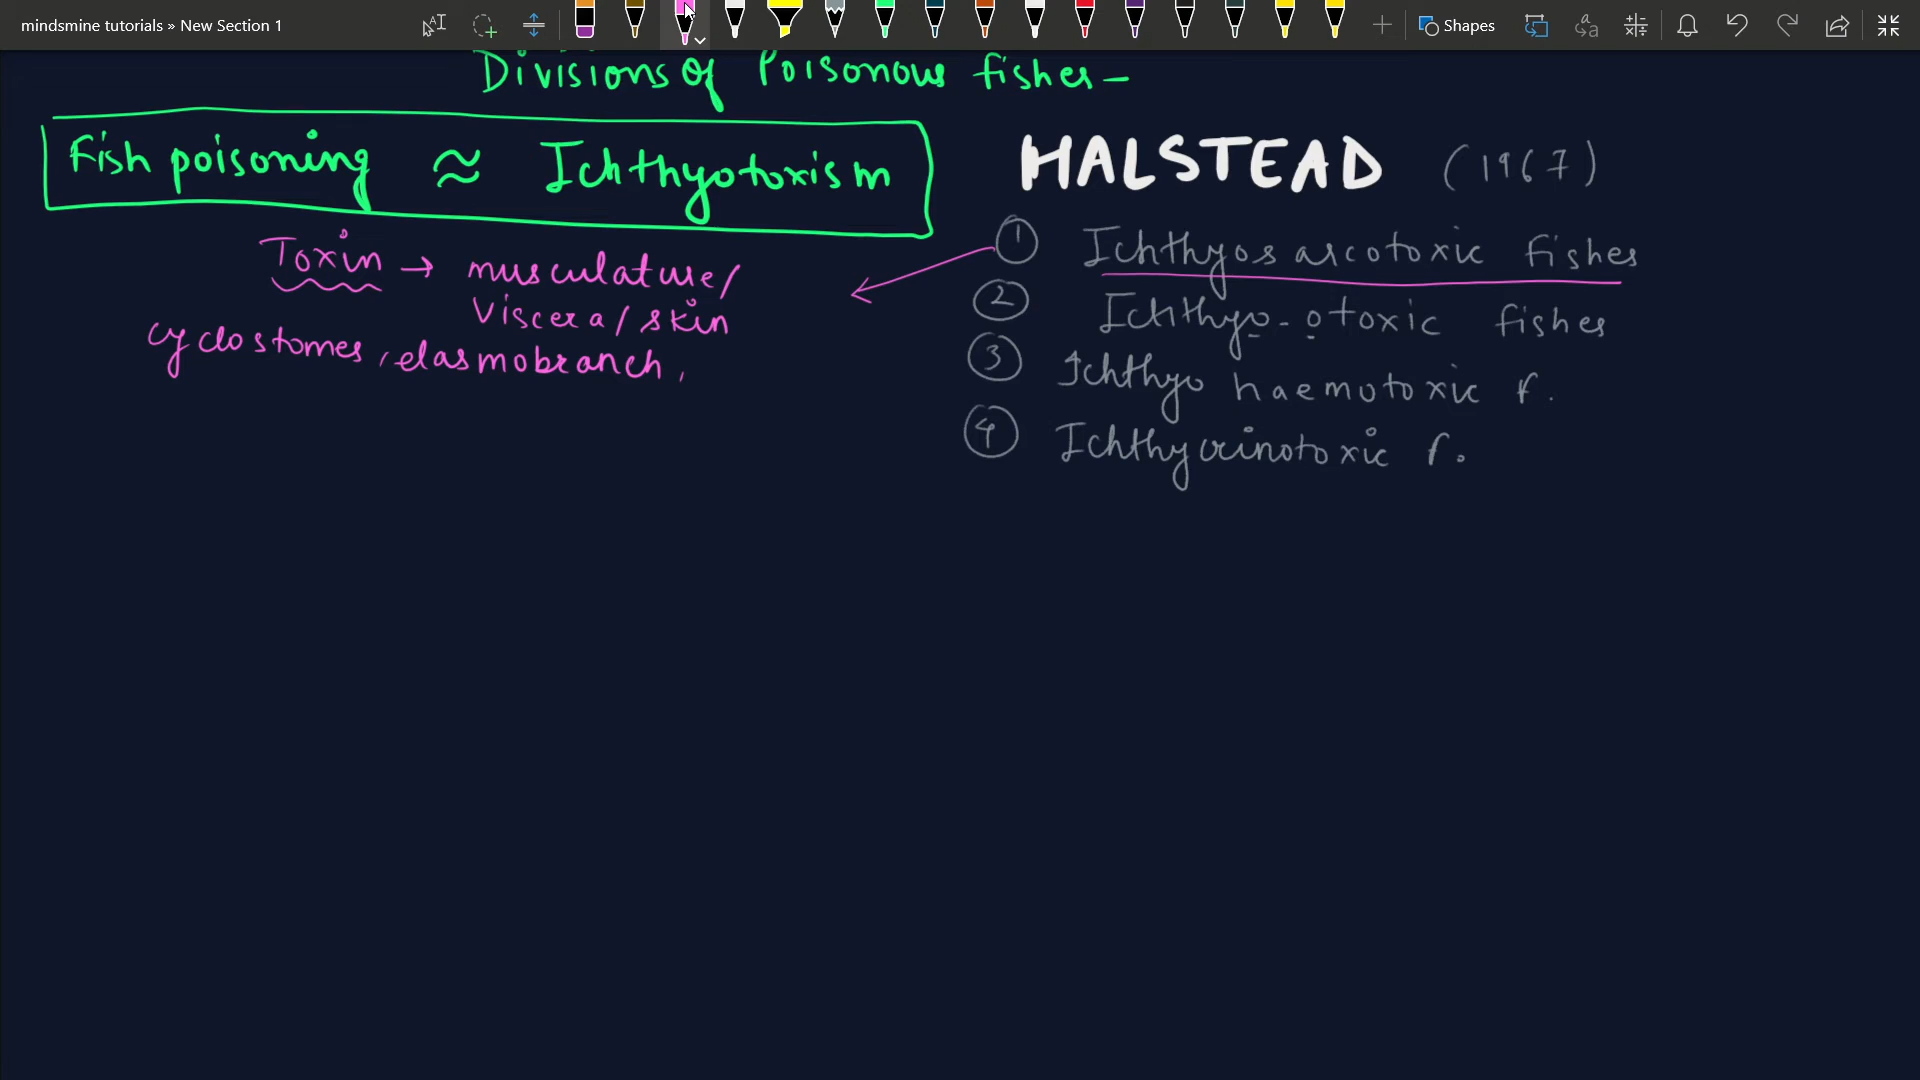 mindsmine tutorials » New Section 1
Shapes
Divisions of Poisonous fishes –
Fish poisoning ≈ Ichthyotoxism
HALSTEAD (1967)
Toxin → musculature/
viscera/skin
cyclostomes, elasmobranch,
① Ichthyosarcotoxic fishes
② Ichthyo-otoxic fishes
③ Ichthyo haemotoxic f.
④ Ichthycrinotoxic f.